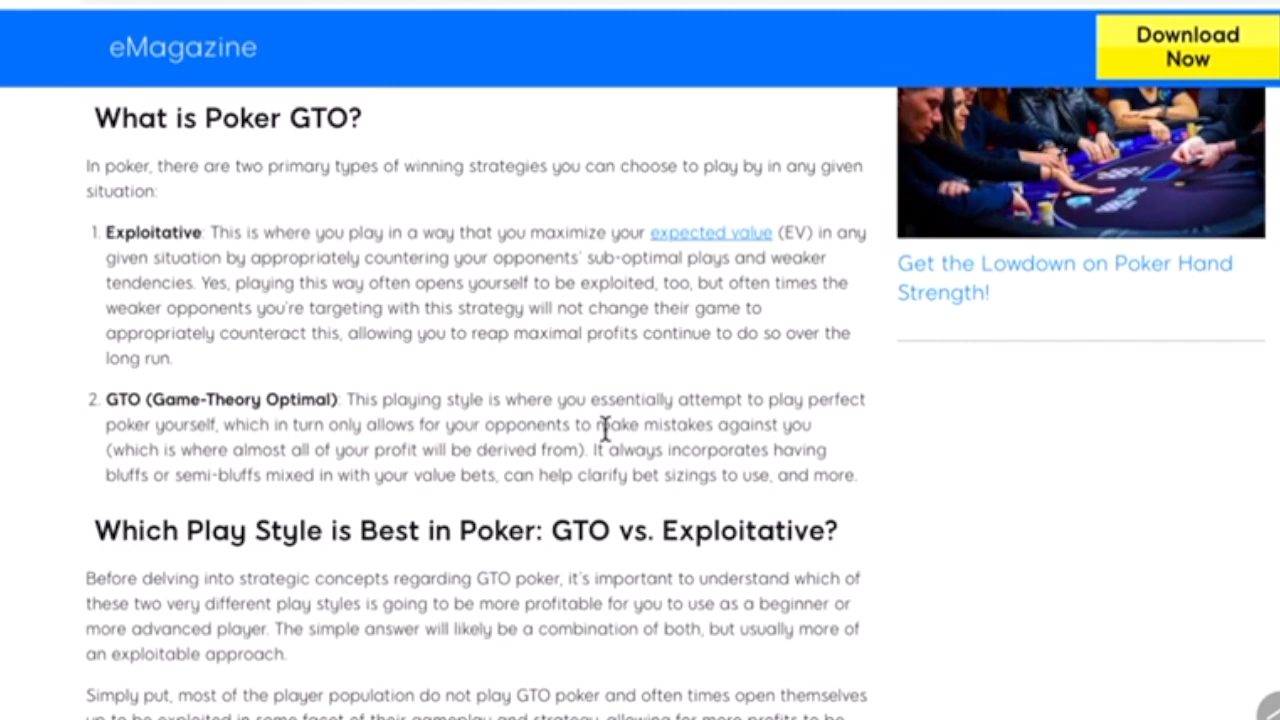 eMagazine
Download
Now
What is Poker GTO?
In poker, there are two primary types of winning strategies you can choose to play by in any given
situation:
1. Exploitative: This is where you play in a way that you maximize your expected value (EV) in any
given situation by appropriately countering your opponents' sub-optimal plays and weaker
tendencies. Yes, playing this way often opens yourself to be exploited, too, but often times the
weaker opponents you're targeting with this strategy will not change their game to
appropriately counteract this, allowing you to reap maximal profits continue to do so over the
long run.
2. GTO (Game-Theory Optimal): This playing style is where you essentially attempt to play perfect
poker yourself, which in turn only allows for your opponents to make mistakes against you
(which is where almost all of your profit will be derived from). It always incorporates having
bluffs or semi-bluffs mixed in with your value bets, can help clarify bet sizings to use, and more.
Which Play Style is Best in Poker: GTO vs. Exploitative?
Before delving into strategic concepts regarding GTO poker, it's important to understand which of
these two very different play styles is going to be more profitable for you to use as a beginner or
more advanced player. The simple answer will likely be a combination of both, but usually more of
an exploitable approach.
Simply put, most of the player population do not play GTO poker and often times open themselves
up to be exploited in some facet of their gameplay and strategy, allowing for more profits to be
Get the Lowdown on Poker Hand
Strength!